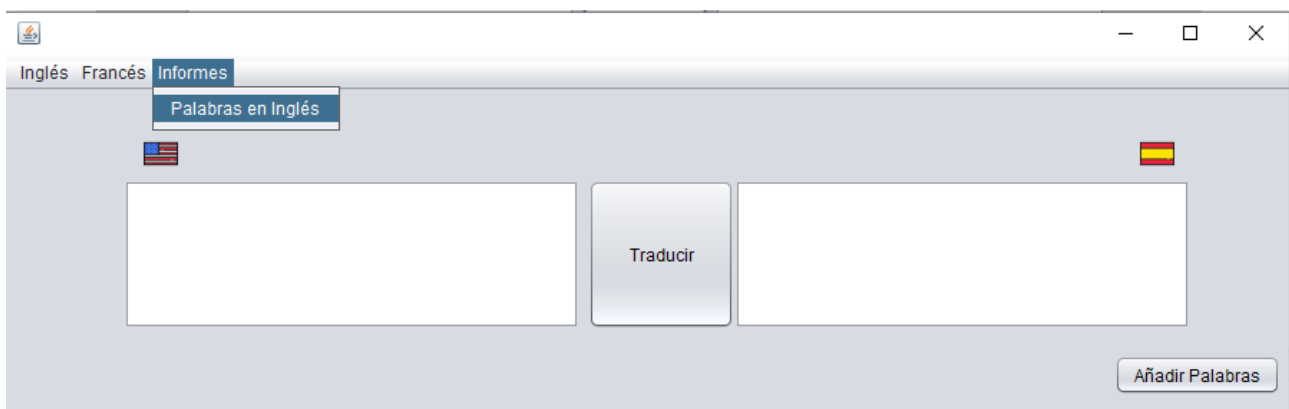 Inglés Francés Informes
Palabras en Inglés
Traducir
Añadir Palabras